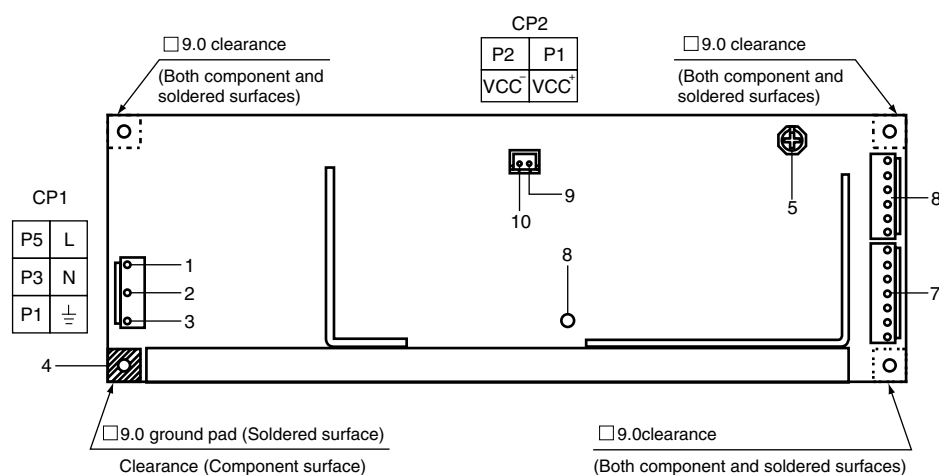 CP2
□9.0 clearance
(Both component and
soldered surfaces)
P2 P1
VCC⁻ VCC⁺
□9.0 clearance
(Both component and
soldered surfaces)
CP1
P5 L
P3 N
P1 ⏚
1
2
3
4
10
9
5
8
8
7
□9.0 ground pad (Soldered surface)
Clearance (Component surface)
□9.0clearance
(Both component and soldered surfaces)